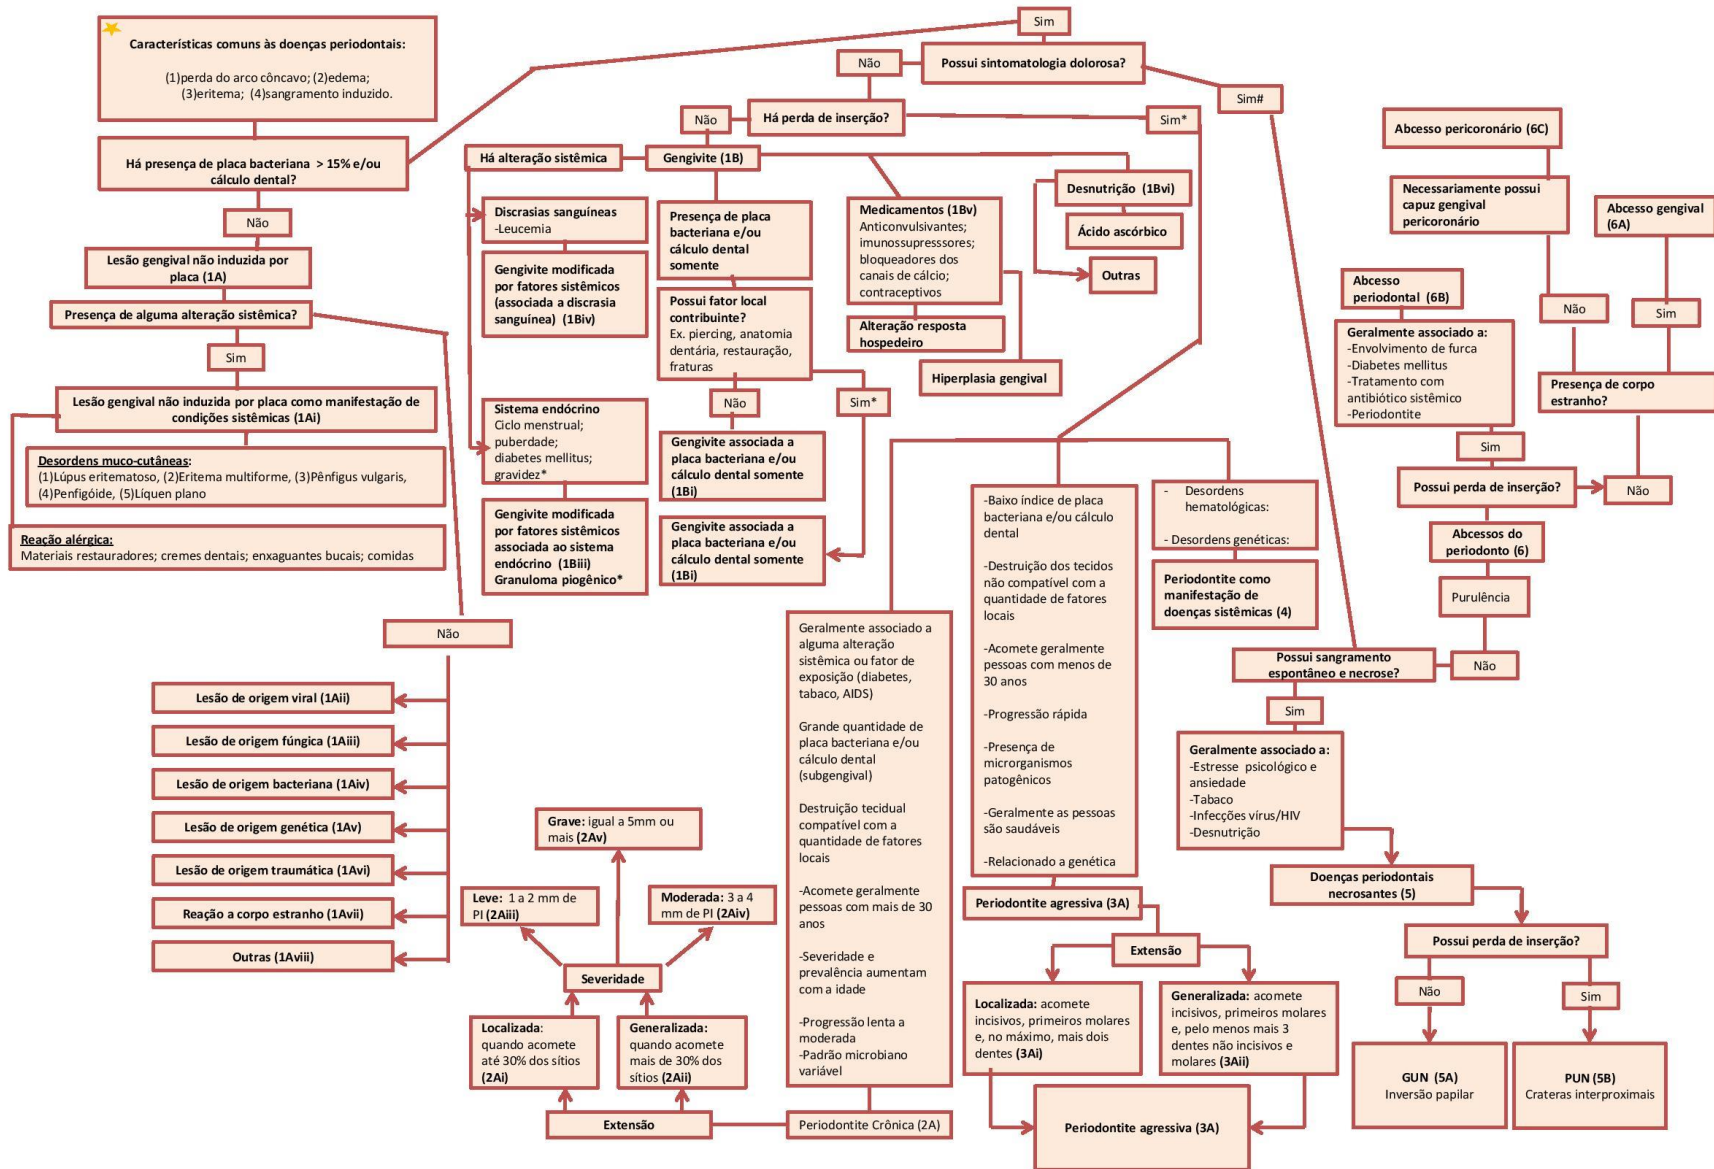 Características comuns às doenças periodontais:
(1)perda do arco côncavo; (2)edema;
(3)eritema; (4)sangramento induzido.
Há presença de placa bacteriana > 15% e/ou
cálculo dental?
Não
Lesão gengival não induzida por
placa (1A)
Presença de alguma alteração sistêmica?
Sim
Lesão gengival não induzida por placa como manifestação de
condições sistêmicas (1Ai)
Desordens muco-cutâneas:
(1)Lúpus eritematoso, (2)Eritema multiforme, (3)Pênfigus vulgaris,
(4)Penfigóide, (5)Líquen plano
Reação alérgica:
Materiais restauradores; cremes dentais; enxaguantes bucais; comidas
Não
Lesão de origem viral (1Aii)
Lesão de origem fúngica (1Aiii)
Lesão de origem bacteriana (1Aiv)
Lesão de origem genética (1Av)
Lesão de origem traumática (1Avi)
Reação a corpo estranho (1Avii)
Outras (1Aviii)
Sim
Possui sintomatologia dolorosa?
Não
Sim#
Há perda de inserção?
Não
Sim*
Há alteração sistêmica
Gengivite (1B)
Discrasias sanguíneas
-Leucemia
Gengivite modificada
por fatores sistêmicos
(associada a discrasia
sanguínea) (1Biv)
Sistema endócrino
Ciclo menstrual;
puberdade;
diabetes mellitus;
gravidez*
Gengivite modificada
por fatores sistêmicos
associada ao sistema
endócrino (1Biii)
Granuloma piogênico*
Presença de placa
bacteriana e/ou
cálculo dental
somente
Possui fator local
contribuinte?
Ex. piercing, anatomia
dentária, restauração,
fraturas
Não
Sim*
Gengivite associada a
placa bacteriana e/ou
cálculo dental somente
(1Bi)
Gengivite associada a
placa bacteriana e/ou
cálculo dental somente
(1Bi)
Medicamentos (1Bv)
Anticonvulsivantes;
imunossupresssores;
bloqueadores dos
canais de cálcio;
contraceptivos
Alteração resposta
hospedeiro
Hiperplasia gengival
Desnutrição (1Bvi)
Ácido ascórbico
Outras
Geralmente associado a
alguma alteração
sistêmica ou fator de
exposição (diabetes,
tabaco, AIDS)
Grande quantidade de
placa bacteriana e/ou
cálculo dental
(subgengival)
Destruição tecidual
compatível com a
quantidade de fatores
locais
-Acomete geralmente
pessoas com mais de 30
anos
-Severidade e
prevalência aumentam
com a idade
-Progressão lenta a
moderada
-Padrão microbiano
variável
Periodontite Crônica (2A)
Extensão
Localizada:
quando acomete
até 30% dos sítios
(2Ai)
Generalizada:
quando acomete
mais de 30% dos
sítios (2Aii)
Severidade
Leve: 1 a 2 mm de
PI (2Aiii)
Grave: igual a 5mm ou
mais (2Av)
Moderada: 3 a 4
mm de PI (2Aiv)
-Baixo índice de placa
bacteriana e/ou cálculo
dental
-Destruição dos tecidos
não compatível com a
quantidade de fatores
locais
-Acomete geralmente
pessoas com menos de
30 anos
-Progressão rápida
-Presença de
microrganismos
patogênicos
-Geralmente as pessoas
são saudáveis
-Relacionado a genética
Periodontite agressiva (3A)
Extensão
Localizada: acomete
incisivos, primeiros molares
e, no máximo, mais dois
dentes (3Ai)
Generalizada: acomete
incisivos, primeiros molares
e, pelo menos mais 3
dentes não incisivos e
molares (3Aii)
Periodontite agressiva (3A)
- Desordens
hematológicas:
- Desordens genéticas:
Periodontite como
manifestação de
doenças sistêmicas (4)
Abcesso pericoronário (6C)
Necessariamente possui
capuz gengival
pericoronário
Abcesso gengival
(6A)
Não
Sim
Presença de corpo
estranho?
Abcesso
periodontal (6B)
Geralmente associado a:
-Envolvimento de furca
-Diabetes mellitus
-Tratamento com
antibiótico sistêmico
-Periodontite
Sim
Possui perda de inserção?
Não
Abcessos do
periodonto (6)
Purulência
Não
Possui sangramento
espontâneo e necrose?
Sim
Geralmente associado a:
-Estresse psicológico e
ansiedade
-Tabaco
-Infecções vírus/HIV
-Desnutrição
Doenças periodontais
necrosantes (5)
Possui perda de inserção?
Não
Sim
GUN (5A)
Inversão papilar
PUN (5B)
Crateras interproximais